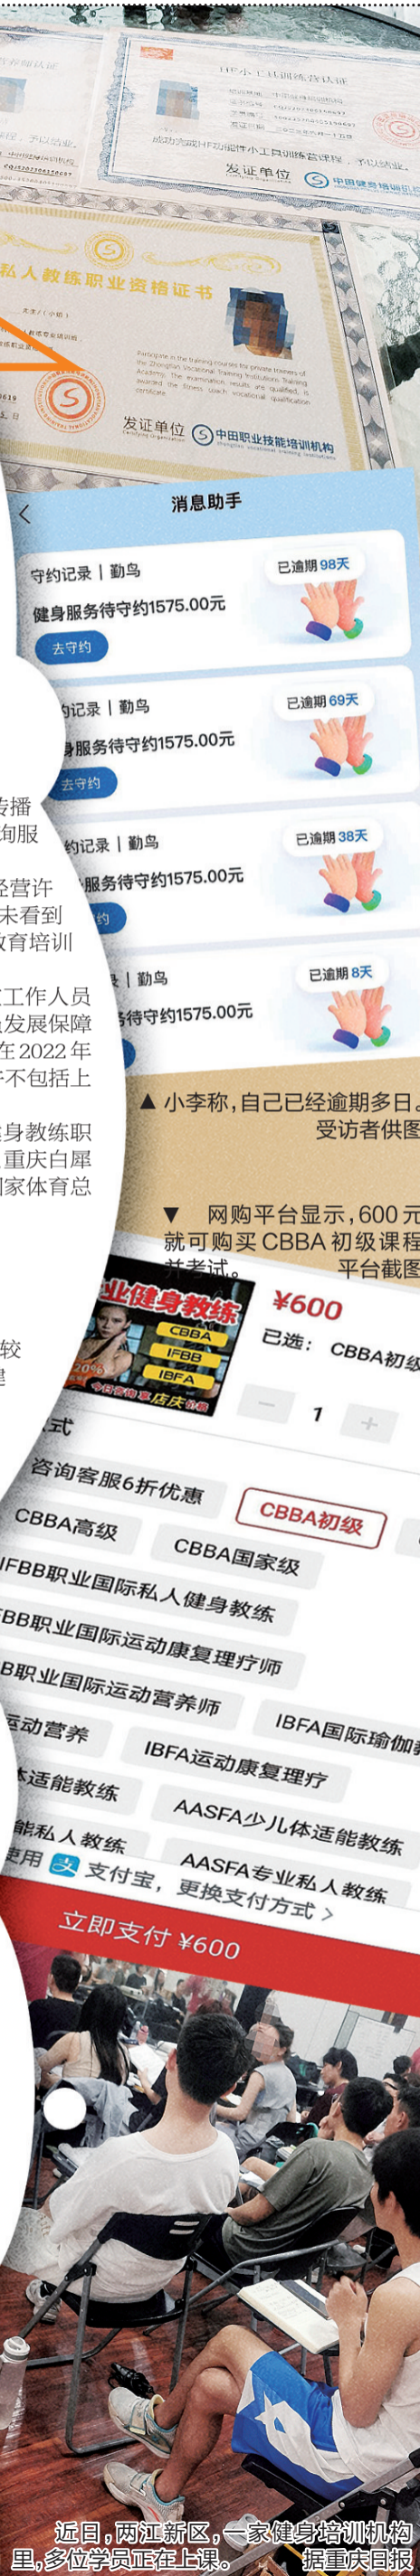 教师认证
HF小工具训练营认证
成功完成HF功能性小工具训练营课程，予以结业。
发证单位
中国健身培训机构
私人教练职业资格证书
Participate in the training courses for private trainers of
the Zhongtian Vocational Training Institutions Training
Academy. The examination results are qualified, is
awarded the fitness coach vocational qualification
certificate.
发证单位
中田职业技能培训机构
消息助手
守约记录｜勤鸟
已逾期98天
健身服务待守约1575.00元
去守约
约记录｜勤鸟
已逾期69天
身服务待守约1575.00元
去守约
约记录｜勤鸟
已逾期38天
服务待守约1575.00元
约
｜勤鸟
已逾期8天
待守约1575.00元
传播
询服
经营许
未看到
教育培训
工作人员
发展保障
在2022年
不包括上
身教练职
重庆白犀
国家体育总
较
健
▲小李称，自己已经逾期多日。
受访者供图
▼ 网购平台显示，600元
就可购买CBBA初级课程
并考试。 平台截图
业健身教练
CBBA
IFBB
IBFA
20%
今日咨询享店庆价格
¥600
已选： CBBA初级
1
式
咨询客服6折优惠
CBBA初级
CBBA高级
CBBA国家级
IFBB职业国际私人健身教练
BB职业国际运动康复理疗师
B职业国际运动营养师
IBFA国际瑜伽
运动营养
IBFA运动康复理疗
体适能教练
AASFA少儿体适能教练
能私人教练
AASFA专业私人教练
使用 支付宝，更换支付方式 >
立即支付 ¥600
近日，两江新区，一家健身培训机构
里，多位学员正在上课。 据重庆日报